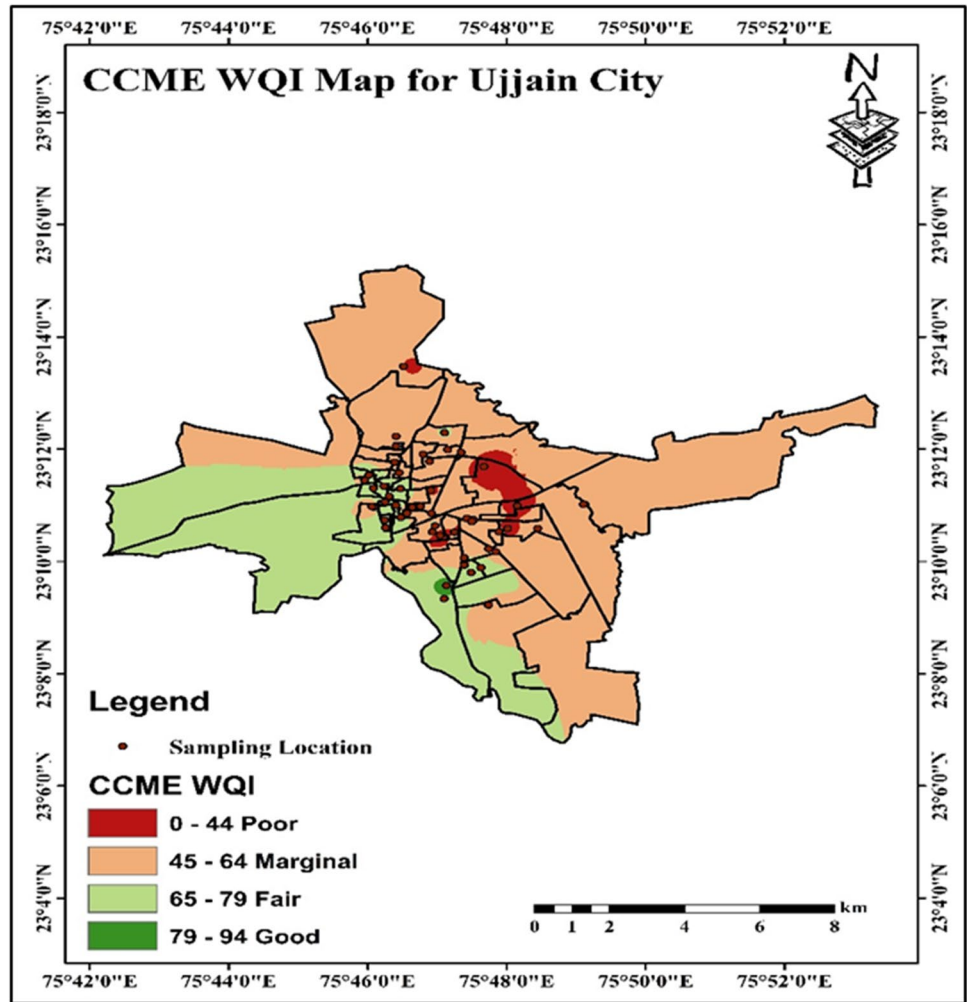 75°42'0"E 75°44'0"E 75°46'0"E 75°48'0"E 75°50'0"E 75°52'0"E
CCME WQI Map for Ujjain City
N
23°18'0"N 23°18'0"N
23°16'0"N 23°16'0"N
23°14'0"N 23°14'0"N
23°12'0"N 23°12'0"N
23°10'0"N 23°10'0"N
23°8'0"N 23°8'0"N
23°6'0"N 23°6'0"N
23°4'0"N 23°4'0"N
Legend
Sampling Location
CCME WQI
0 - 44 Poor
45 - 64 Marginal
65 - 79 Fair
79 - 94 Good
km
0 1 2 4 6 8
75°42'0"E 75°44'0"E 75°46'0"E 75°48'0"E 75°50'0"E 75°52'0"E